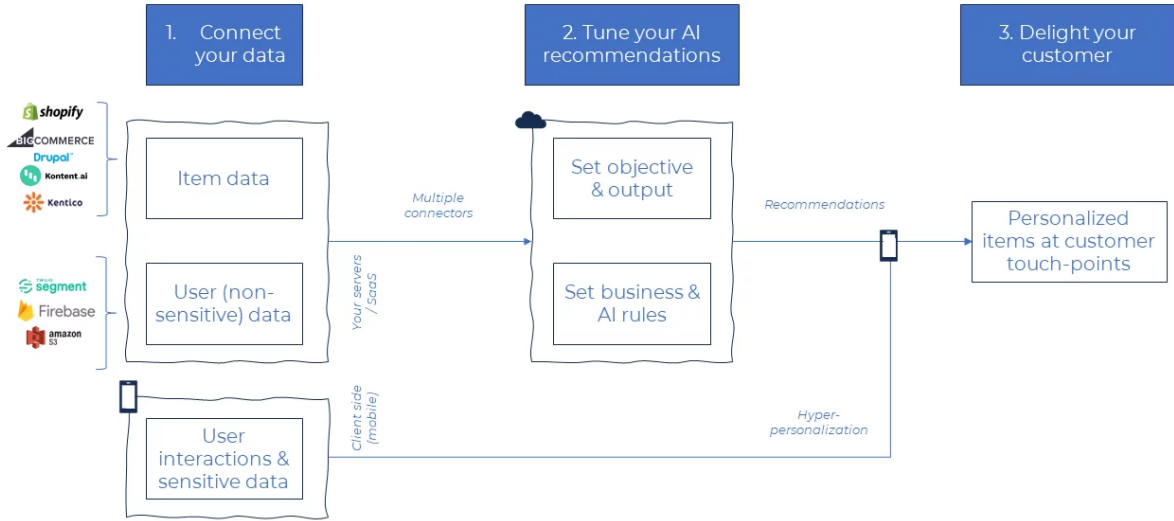 1. Connect
your data
2. Tune your AI
recommendations
3. Delight your
customer
shopify
BIGCOMMERCE
Drupal™
Kontent.ai
Kentico
Item data
TWILIO
segment
Firebase
amazon
S3
User (non-
sensitive) data
Multiple
connectors
Your servers
/ SaaS
Set objective
& output
Set business &
AI rules
Recommendations
Personalized
items at customer
touch-points
User
interactions &
sensitive data
Client side
(mobile)
Hyper-
personalization